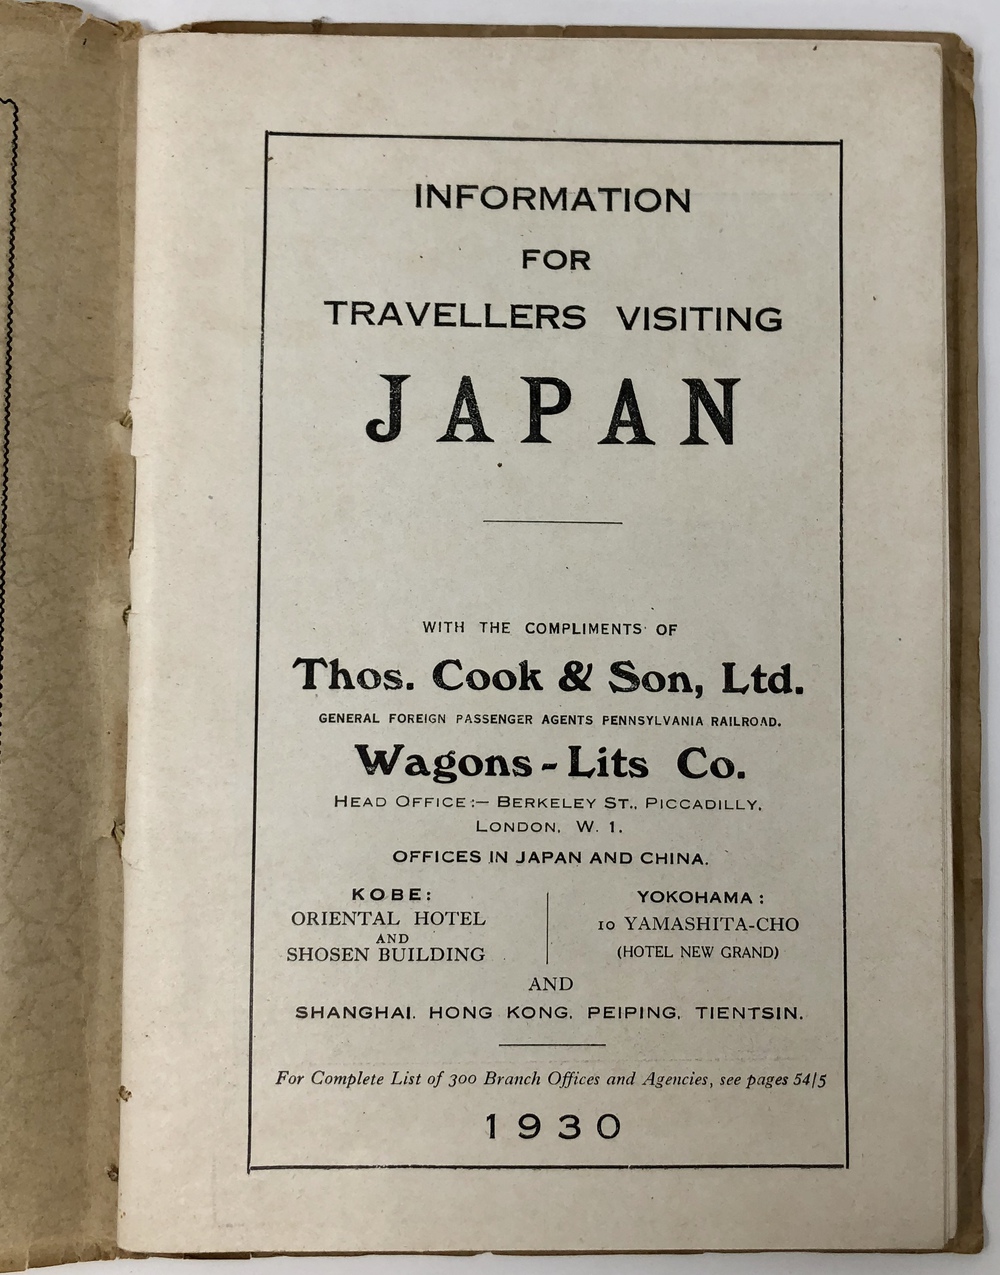 INFORMATION
FOR
TRAVELLERS VISITING
JAPAN
WITH THE COMPLIMENTS OF
Thos. Cook & Son, Ltd.
GENERAL FOREIGN PASSENGER AGENTS PENNSYLVANIA RAILROAD.
Wagons-Lits Co.
HEAD OFFICE:— BERKELEY ST., PICCADILLY,
LONDON, W. 1.
OFFICES IN JAPAN AND CHINA.
KOBE:
ORIENTAL HOTEL
AND
SHOSEN BUILDING
YOKOHAMA:
10 YAMASHITA-CHO
(HOTEL NEW GRAND)
AND
SHANGHAI. HONG KONG. PEIPING. TIENTSIN.
For Complete List of 300 Branch Offices and Agencies, see pages 54/5
1930